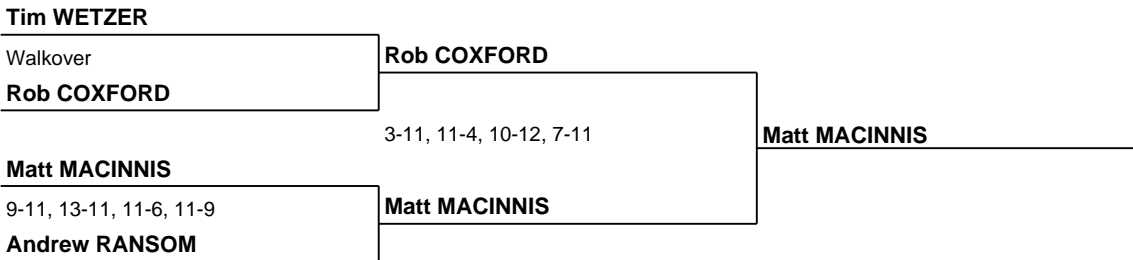 Tim WETZER
Walkover
Rob COXFORD
Rob COXFORD
3-11, 11-4, 10-12, 7-11
Matt MACINNIS
Matt MACINNIS
9-11, 13-11, 11-6, 11-9
Matt MACINNIS
Andrew RANSOM